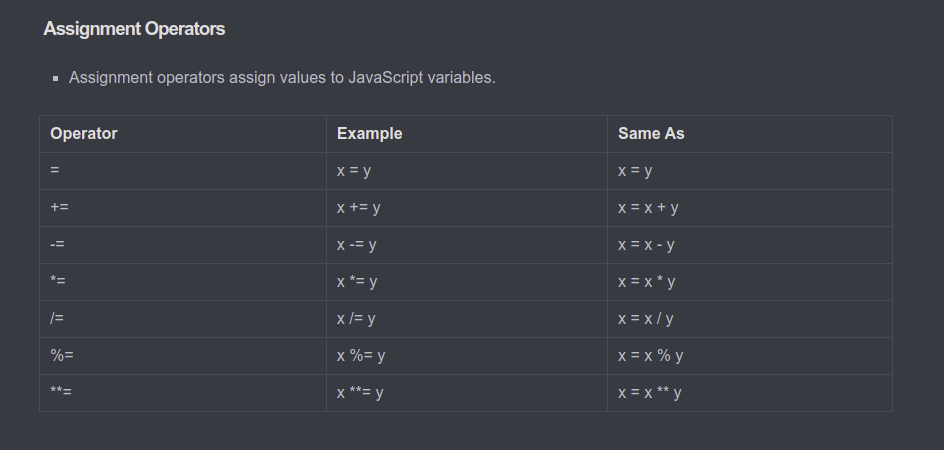 Assignment Operators
▪ Assignment operators assign values to JavaScript variables.
Operator Example Same As
= x = y x = y
+= x += y x = x + y
-= x -= y x = x - y
*= x *= y x = x * y
/= x /= y x = x / y
%= x %= y x = x % y
**= x **= y x = x ** y